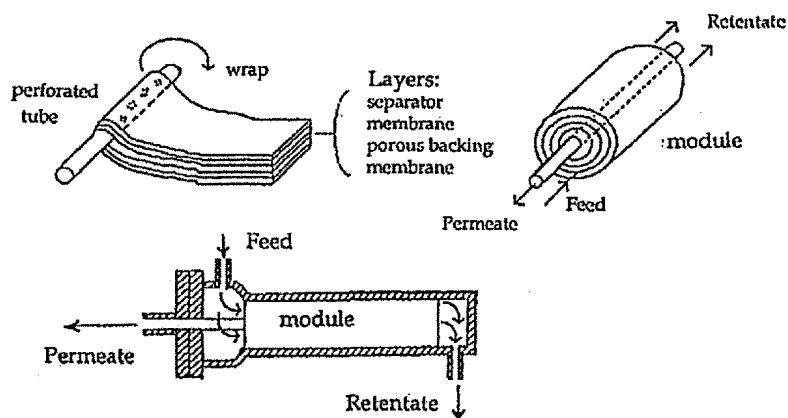 wrap
perforated
tube
Layers:
separator
membrane
porous backing
membrane
Retentate
module
Feed
Permeate
Feed
module
Permeate
Retentate